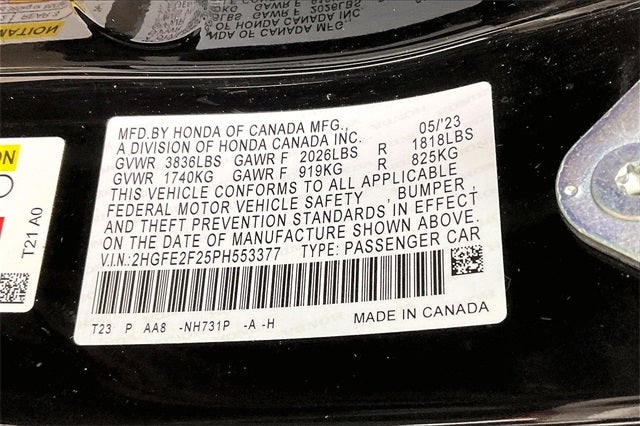 MFD.BY HONDA OF CANADA MFG., 05/'23
A DIVISION OF HONDA CANADA INC.
GVWR 3836LBS GAWR F 2026LBS R 1818LBS
GVWR 1740KG GAWR F 919KG R 825KG
THIS VEHICLE CONFORMS TO ALL APPLICABLE
FEDERAL MOTOR VEHICLE SAFETY , BUMPER ,
AND THEFT PREVENTION STANDARDS IN EFFECT
ON THE DATE OF MANUFACTURE SHOWN ABOVE.
V.I.N.:2HGFE2F25PH553377 TYPE: PASSENGER CAR
T23 P AA8 -NH731P -A -H MADE IN CANADA
T21 A0